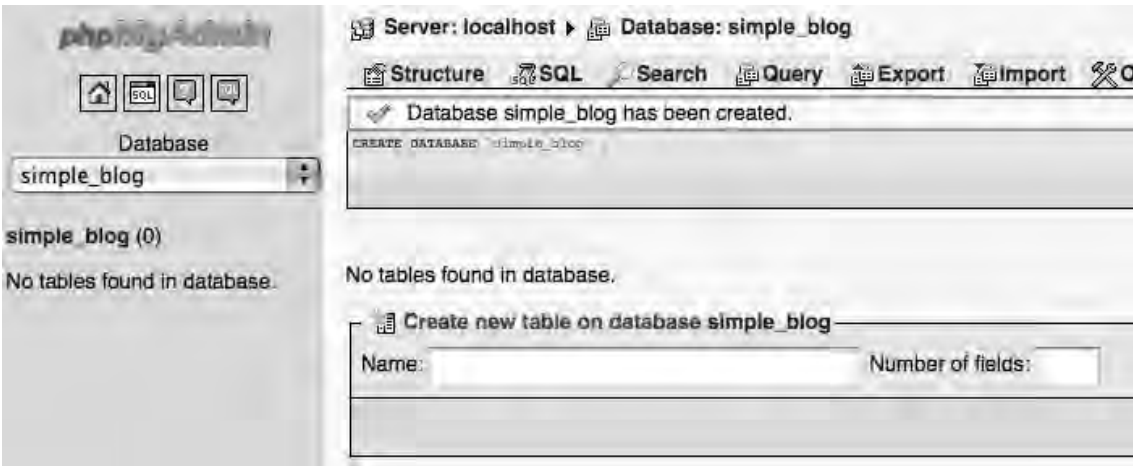 phpMyAdmin
SQL
Database
simple_blog
simple_blog (0)
No tables found in database.
Server: localhost ▸ Database: simple_blog
Structure SQL Search Query Export Import
Database simple_blog has been created.
CREATE DATABASE `simple_blog`
No tables found in database.
Create new table on database simple_blog
Name: Number of fields: